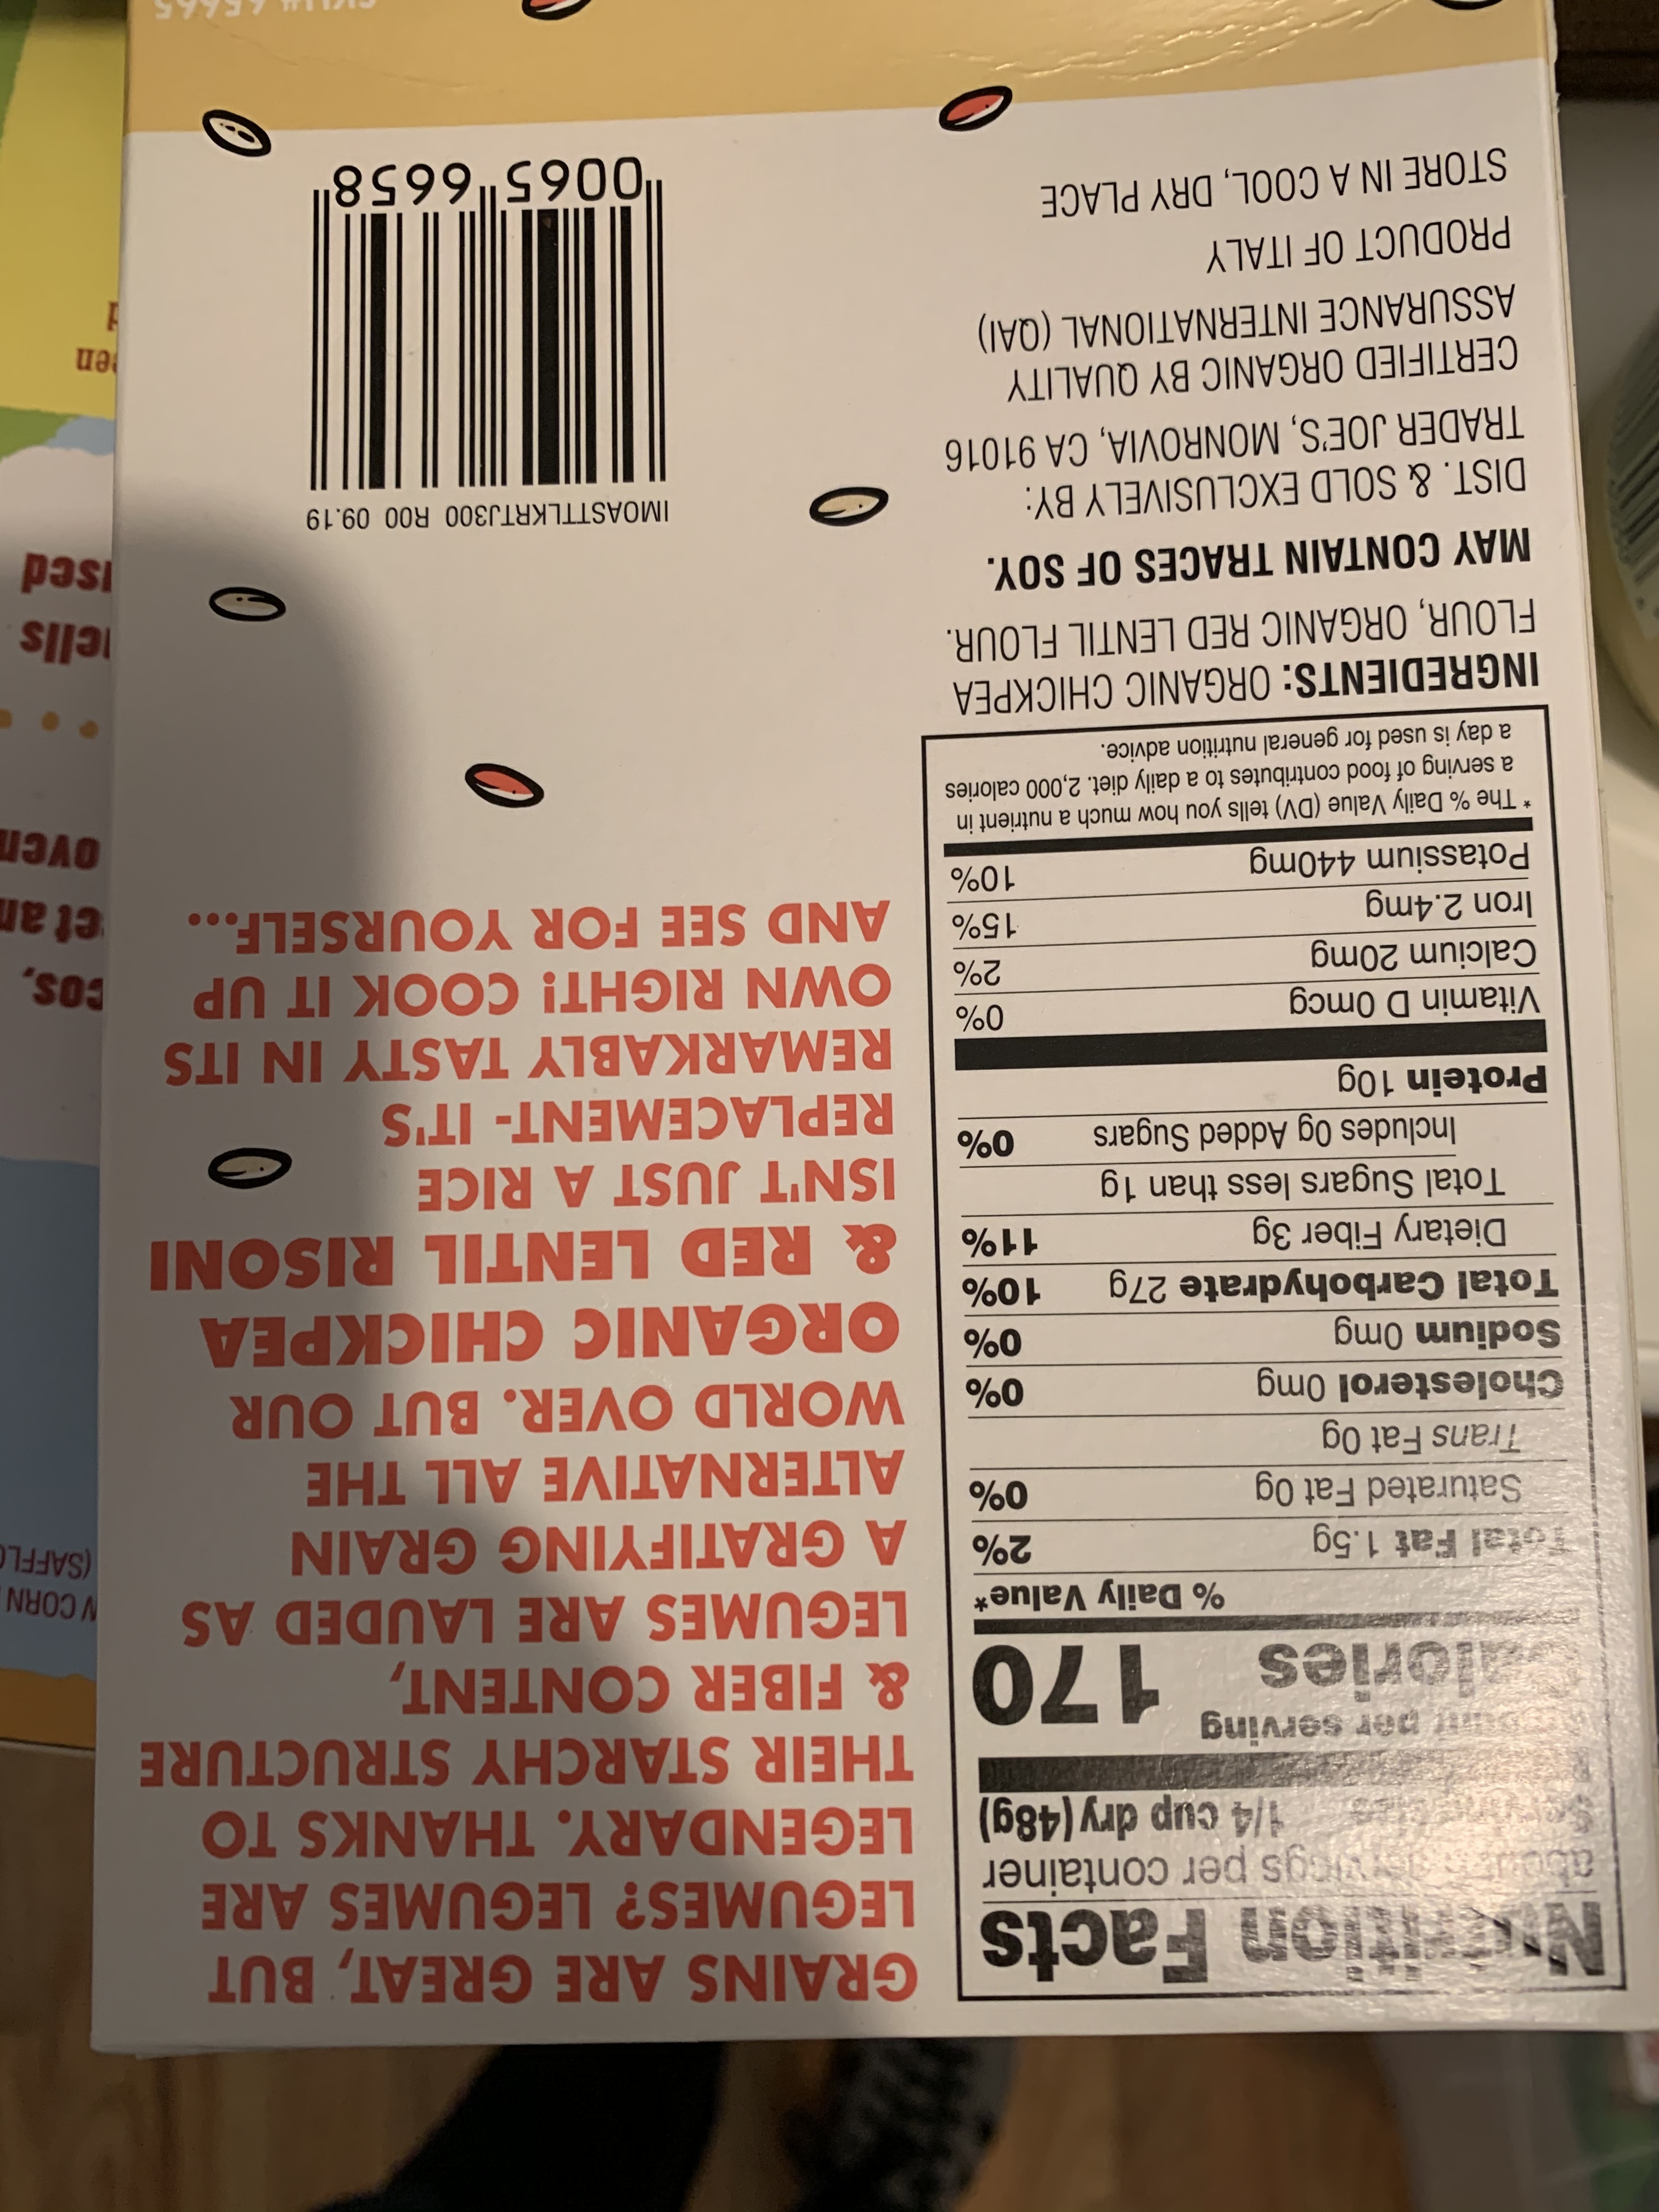 Nutrition Facts
servings per container
1/4 cup dry (48g)
per serving
Calories 170
% Daily Value*
Total Fat 1.5g 2%
Saturated Fat 0g 0%
Trans Fat 0g
Cholesterol 0mg 0%
Sodium 0mg 0%
Total Carbohydrate 27g 10%
Dietary Fiber 3g 11%
Total Sugars less than 1g
Includes 0g Added Sugars 0%
Protein 10g
Vitamin D 0mcg 0%
Calcium 20mg 2%
Iron 2.4mg 15%
Potassium 440mg 10%
* The % Daily Value (DV) tells you how much a nutrient in
a serving of food contributes to a daily diet. 2,000 calories
a day is used for general nutrition advice.
INGREDIENTS: ORGANIC CHICKPEA
FLOUR, ORGANIC RED LENTIL FLOUR.
MAY CONTAIN TRACES OF SOY.
DIST. & SOLD EXCLUSIVELY BY:
TRADER JOE'S, MONROVIA, CA 91016
CERTIFIED ORGANIC BY QUALITY
ASSURANCE INTERNATIONAL (QAI)
PRODUCT OF ITALY
STORE IN A COOL, DRY PLACE
GRAINS ARE GREAT, BUT
LEGUMES? LEGUMES ARE
LEGENDARY. THANKS TO
THEIR STARCHY STRUCTURE
& FIBER CONTENT,
LEGUMES ARE LAUDED AS
A GRATIFYING GRAIN
ALTERNATIVE ALL THE
WORLD OVER. BUT OUR
ORGANIC CHICKPEA
& RED LENTIL RISONI
ISN'T JUST A RICE
REPLACEMENT- IT'S
REMARKABLY TASTY IN ITS
OWN RIGHT! COOK IT UP
AND SEE FOR YOURSELF...
IMOASTTLKRTJ300 R00 09.19
0065 6658
CORN
oven